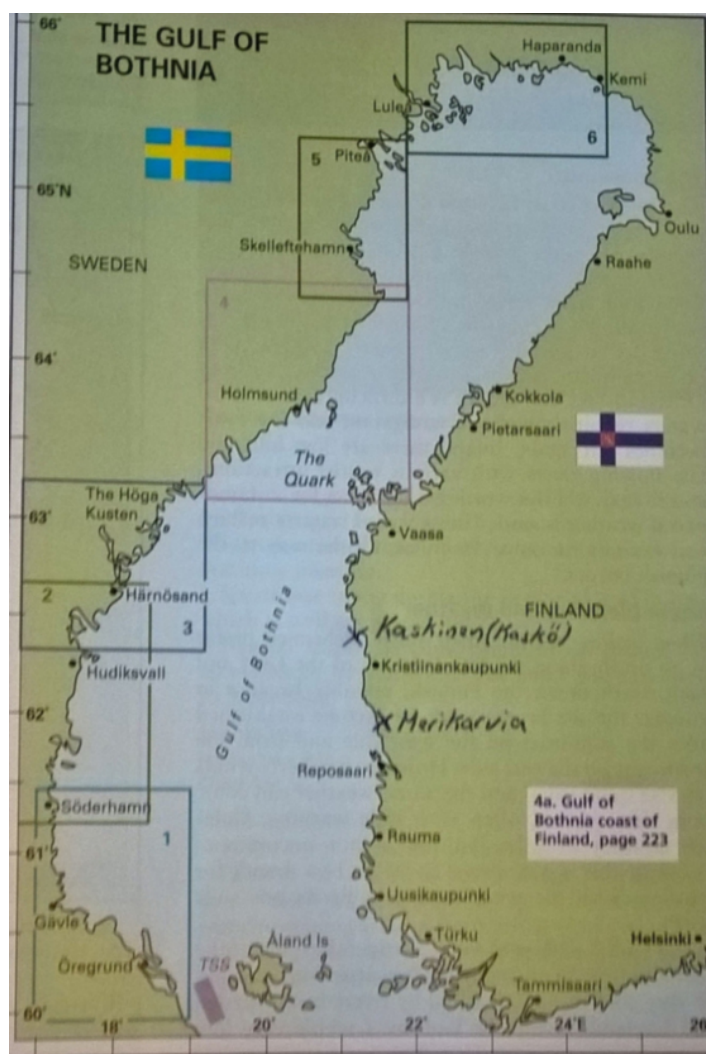 66°
THE GULF OF
BOTHNIA
Haparanda
Kemi
Luleå
6
5
Piteå
65°N
Oulu
Skelleftehamn
SWEDEN
Raahe
4
64°
Holmsund
Kokkola
Pietarsaari
The
Quark
The Höga
Kusten
63°
Vaasa
2
Härnösand
FINLAND
3
Kaskinen (Kaskö)
Kristiinankaupunki
Hudiksvall
Gulf of Bothnia
62°
Merikarvia
Reposaari
4a. Gulf of
Bothnia coast of
Finland, page 223
Söderhamn
1
Rauma
61°
Uusikaupunki
Gävle
Türku
Åland Is
Helsinki
Öregrund
TSS
Tammisaari
60°
18°
20°
22°
24°E
26